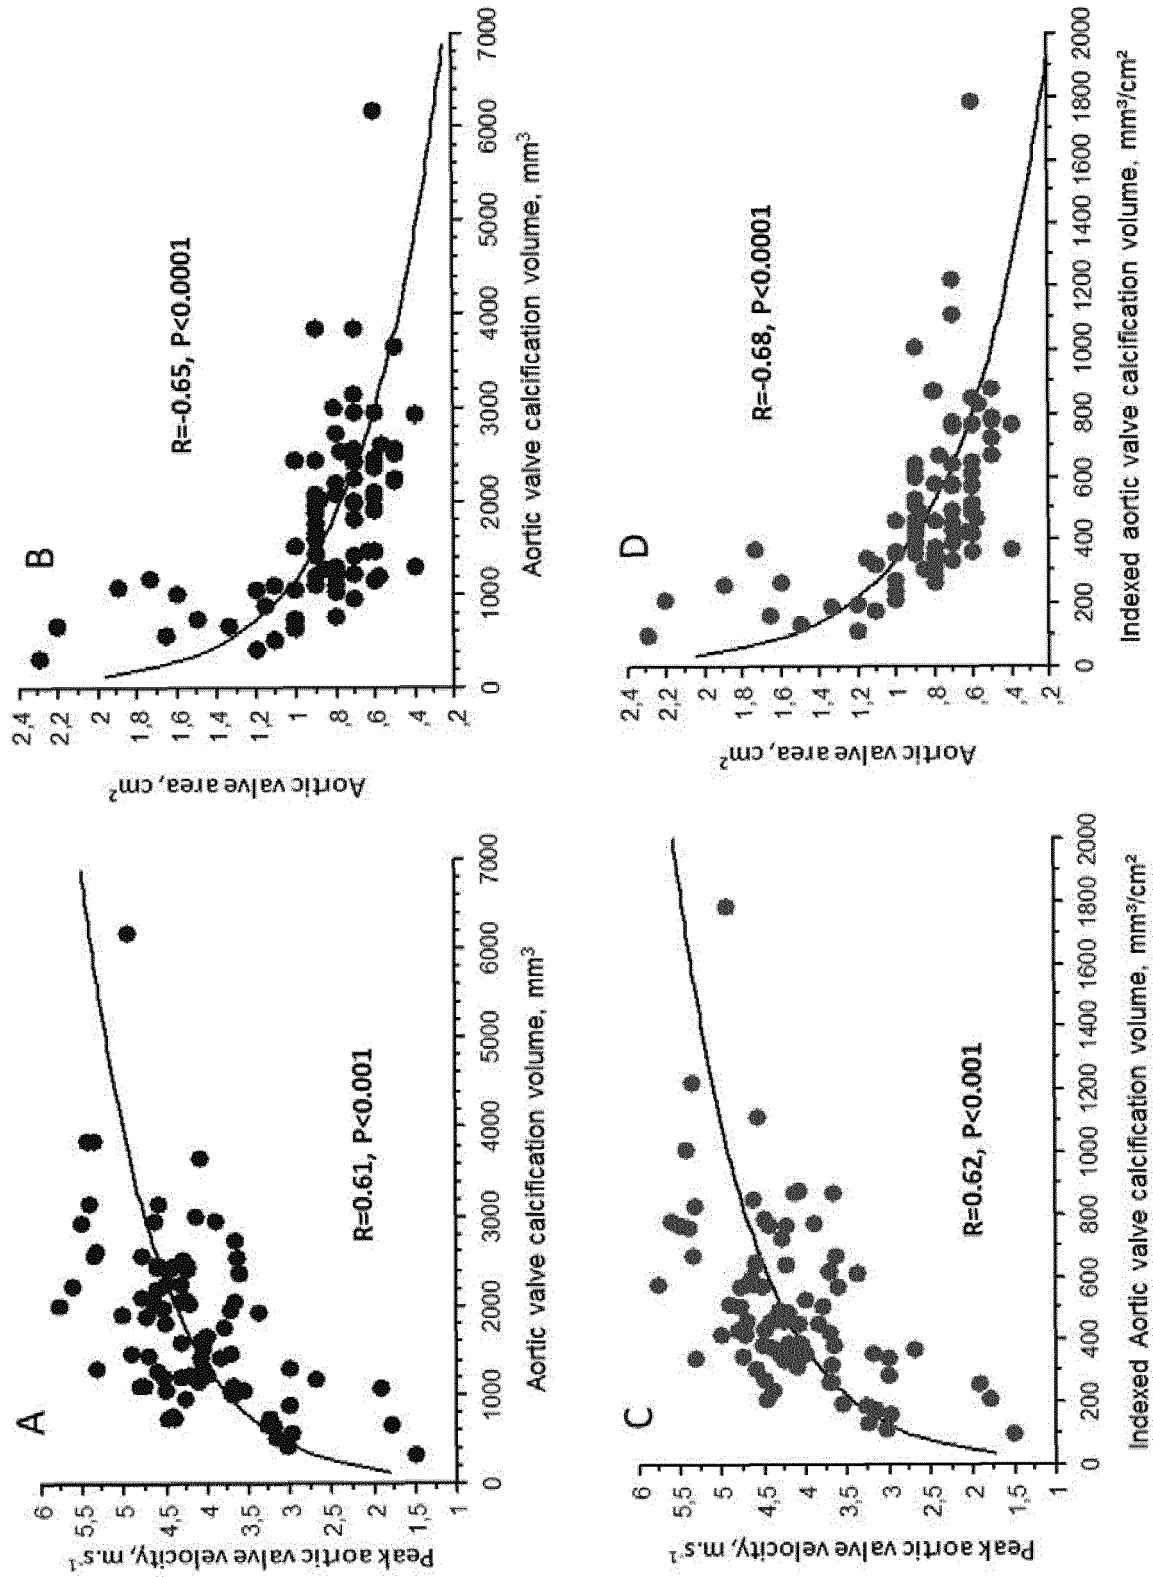 A
6
5,5
5
4,5
4
3,5
3
2,5
2
1,5
1
Peak aortic valve velocity, m.s⁻¹
0 1000 2000 3000 4000 5000 6000 7000
Aortic valve calcification volume, mm³
R=0.61, P<0.001
B
2,4
2,2
2
1,8
1,6
1,4
1,2
1
,8
,6
,4
,2
Aortic valve area, cm²
0 1000 2000 3000 4000 5000 6000 7000
Aortic valve calcification volume, mm³
R=-0.65, P<0.0001
C
6
5,5
5
4,5
4
3,5
3
2,5
2
1,5
1
Peak aortic valve velocity, m.s⁻¹
0 200 400 600 800 1000 1200 1400 1600 1800 2000
Indexed Aortic valve calcification volume, mm³/cm²
R=0.62, P<0.001
D
2,4
2,2
2
1,8
1,6
1,4
1,2
1
,8
,6
,4
,2
Aortic valve area, cm²
0 200 400 600 800 1000 1200 1400 1600 1800 2000
Indexed aortic valve calcification volume, mm³/cm²
R=-0.68, P<0.0001